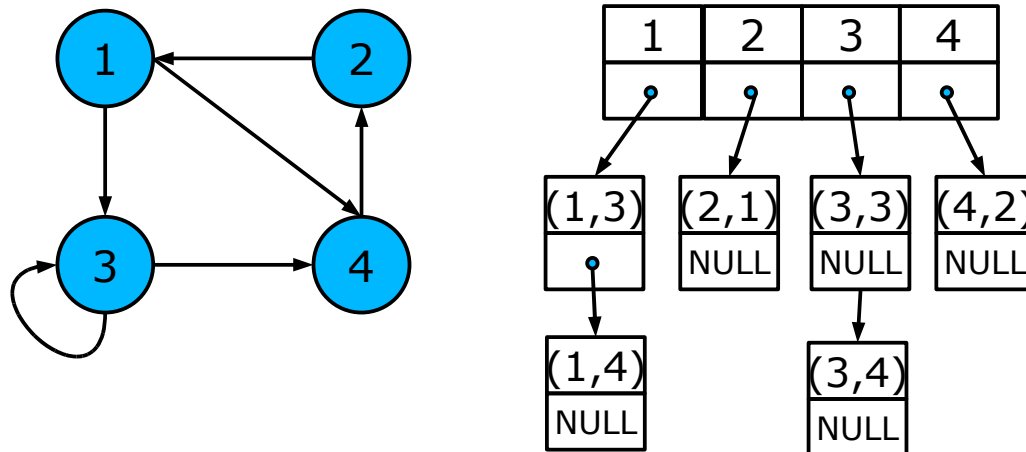 1
2
3
4
1 2 3 4
(1,3) (2,1) (3,3) (4,2)
NULL NULL NULL
(1,4) (3,4)
NULL NULL